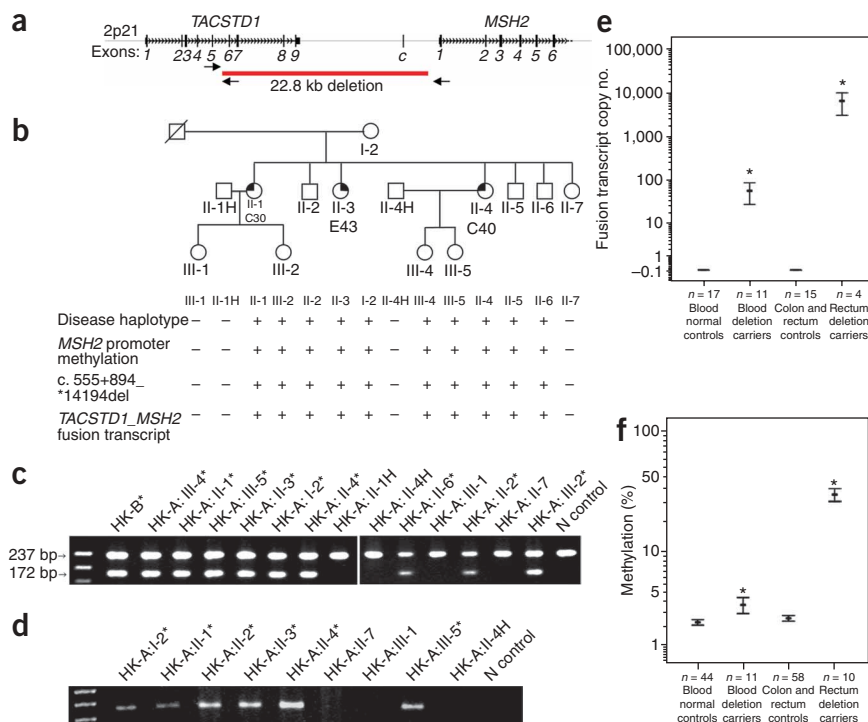 a
2p21
TACSTD1
MSH2
Exons:
1 2 3 4 5 6 7 8 9 c 1 2 3 4 5 6
22.8 kb deletion
b
I-2
II-1H II-1 II-2 II-3 II-4H II-4 II-5 II-6 II-7
C30 E43 C40
III-1 III-2 III-4 III-5
III-1 II-1H II-1 III-2 II-2 II-3 I-2 II-4H III-4 III-5 II-4 II-5 II-6 II-7
Disease haplotype − − + + + + + − + + + + + −
MSH2 promoter
methylation − − + + + + + − + + + + + −
c. 555+894_
*14194del − − + + + + + − + + + + + −
TACSTD1_MSH2
fusion transcript − − + + + + + − + + + + + −
c
HK-B* HK-A: III-4* HK-A: II-1* HK-A: III-5* HK-A: II-3* HK-A: I-2* HK-A: II-4* HK-A: II-1H HK-A: II-4H HK-A: II-6* HK-A: III-1 HK-A: II-2* HK-A: II-7 HK-A: III-2* N control
237 bp→
172 bp→
d
HK-A:I-2* HK-A:II-1* HK-A:II-2* HK-A:II-3* HK-A:II-4* HK-A:II-7 HK-A:III-1 HK-A:III-5* HK-A:II-4H N control
e
Fusion transcript copy no.
100,000
10,000
1,000
100
10
1
−0.1
* *
n = 17 n = 11 n = 15 n = 4
Blood Blood Colon and Rectum
normal deletion rectum deletion
controls carriers controls carriers
f
Methylation (%)
100
50
10
5
1
* *
n = 44 n = 11 n = 58 n = 10
Blood Blood Colon and Rectum
normal deletion rectum deletion
controls carriers controls carriers